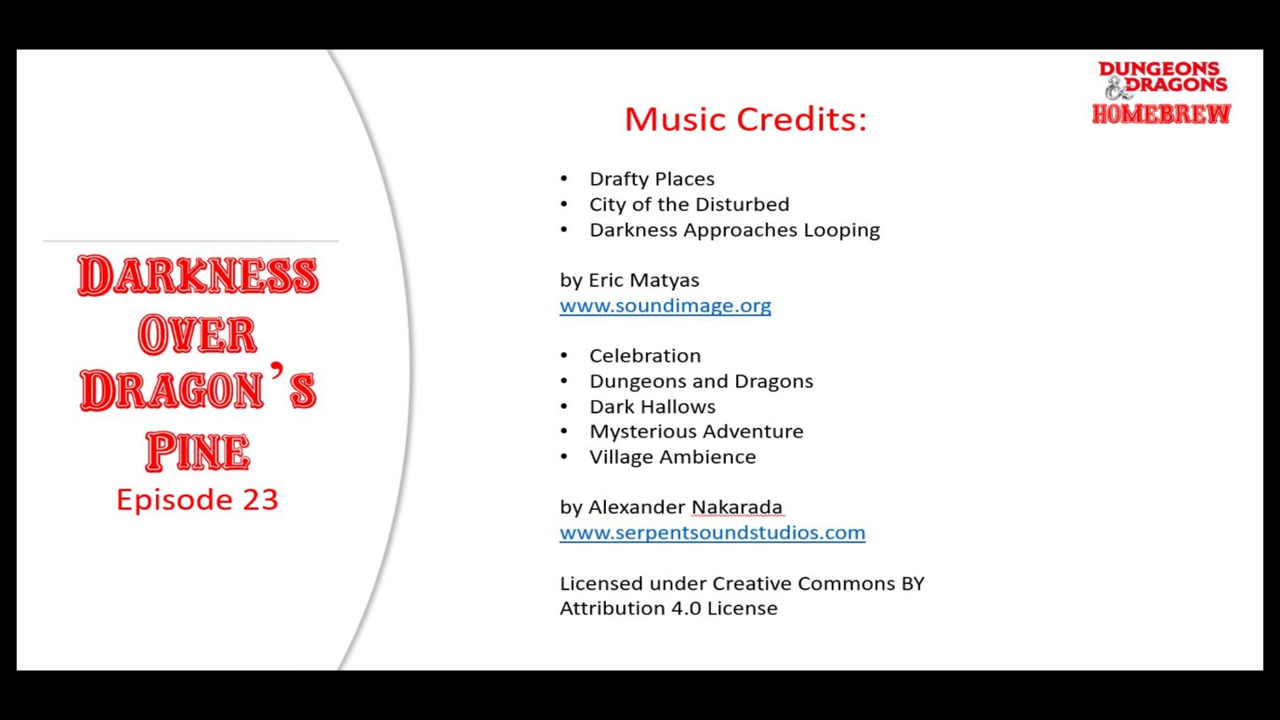 DUNGEONS
& DRAGONS
HOMEBREW
DARKNESS
OVER
DRAGON'S
PINE
Episode 23
Music Credits:
• Drafty Places
• City of the Disturbed
• Darkness Approaches Looping
by Eric Matyas
www.soundimage.org
• Celebration
• Dungeons and Dragons
• Dark Hallows
• Mysterious Adventure
• Village Ambience
by Alexander Nakarada
www.serpentsoundstudios.com
Licensed under Creative Commons BY
Attribution 4.0 License